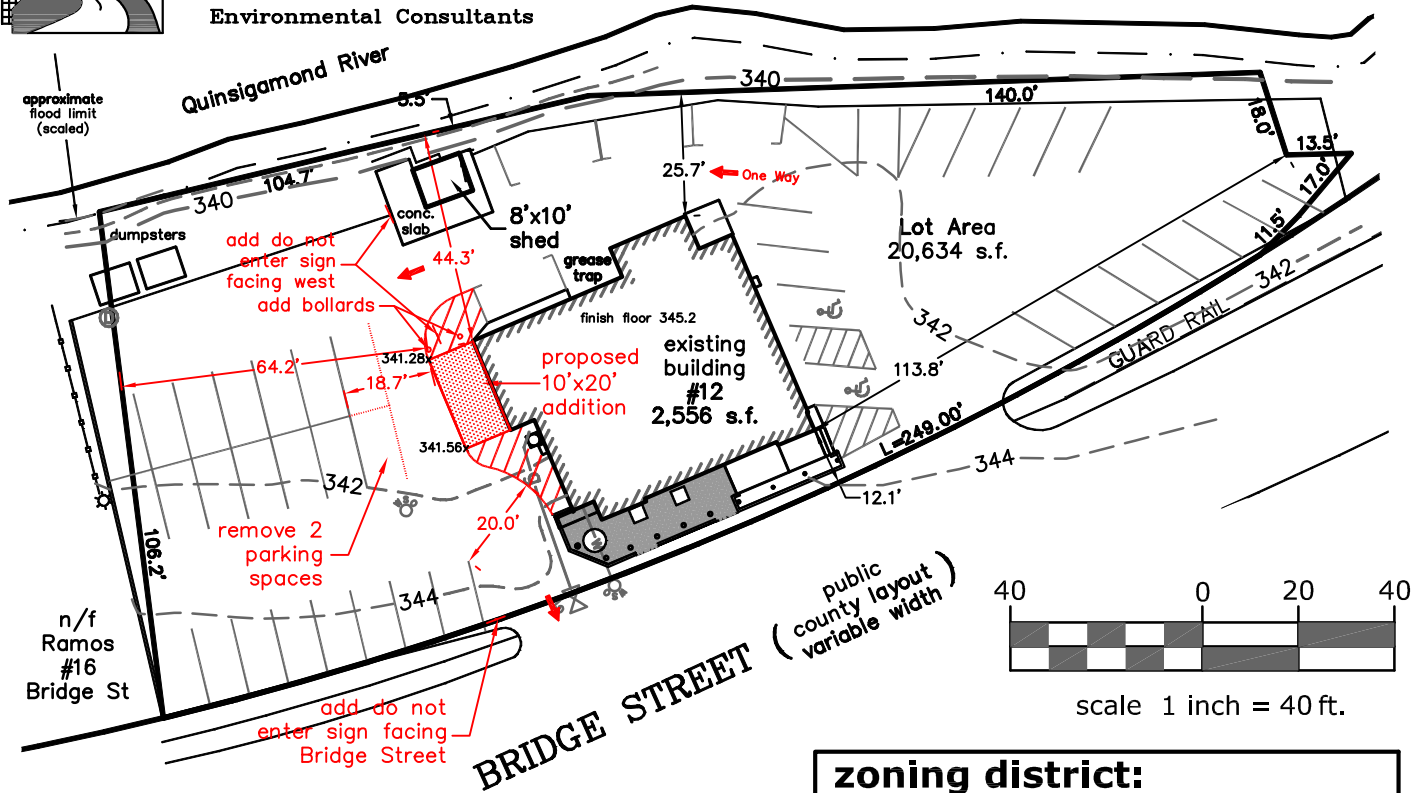 Environmental Consultants
Quinsigamond River
approximate
flood limit
(scaled)
5.5'
340
140.0'
18.0'
13.5'
17.0'
11.5'
104.7'
340
25.7'
One Way
conc.
slab
8'x10'
shed
dumpsters
Lot Area
20,634 s.f.
add do not
enter sign
facing west
44.3'
grease
trap
add bollards
342
342
GUARD RAIL
finish floor 345.2
existing
building
#12
2,556 s.f.
341.28x
64.2'
18.7'
proposed
10'x20'
addition
113.8'
341.56x
L=249.00'
344
12.1'
342
remove 2
parking
spaces
20.0'
106.2'
344
n/f
Ramos
#16
Bridge St
add do not
enter sign facing
Bridge Street
BRIDGE STREET
( public
county layout
variable width )
40 0 20 40
scale 1 inch = 40 ft.
zoning district: